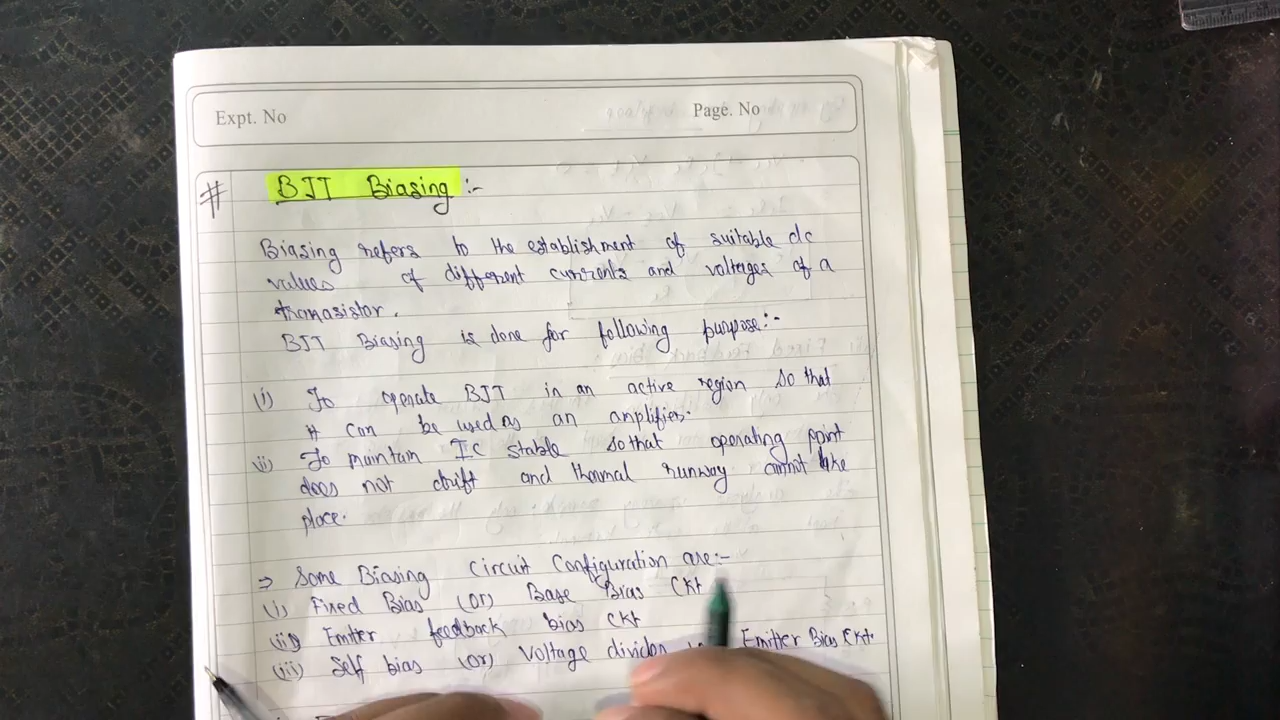 Expt. No
Page. No
# BJT Biasing :-
Biasing refers to the establishment of suitable dc
values of different currents and voltages of a
transistor.
BJT Biasing is done for following purpose:-
(i) To operate BJT in an active region so that
it can be used as an amplifier.
(ii) To maintain IC stable so that operating point
does not druft and thermal runway cannot take
place.
⇒ Some Biasing Circuit Configuration are:-
(i) Fixed Bias (or) Base Bias CKt
(ii) Emitter feedback bias CKt
(iii) Self bias (or) Voltage divider Emitter Bias CKt.